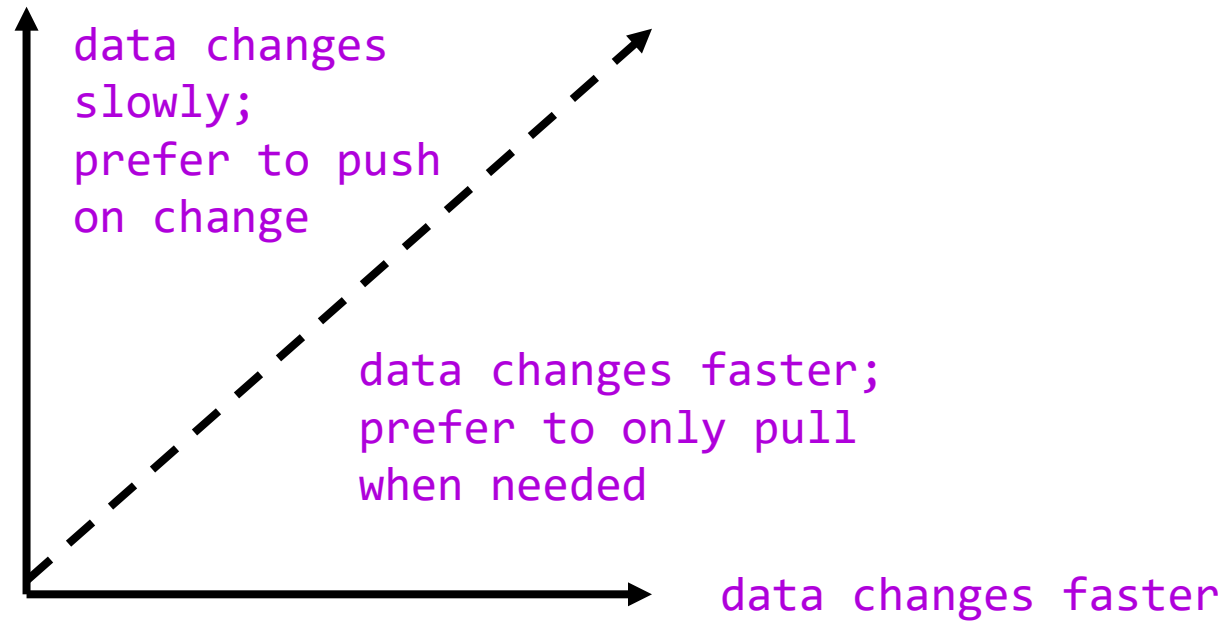 data changes
slowly;
prefer to push
on change
data changes faster;
prefer to only pull
when needed
data changes faster